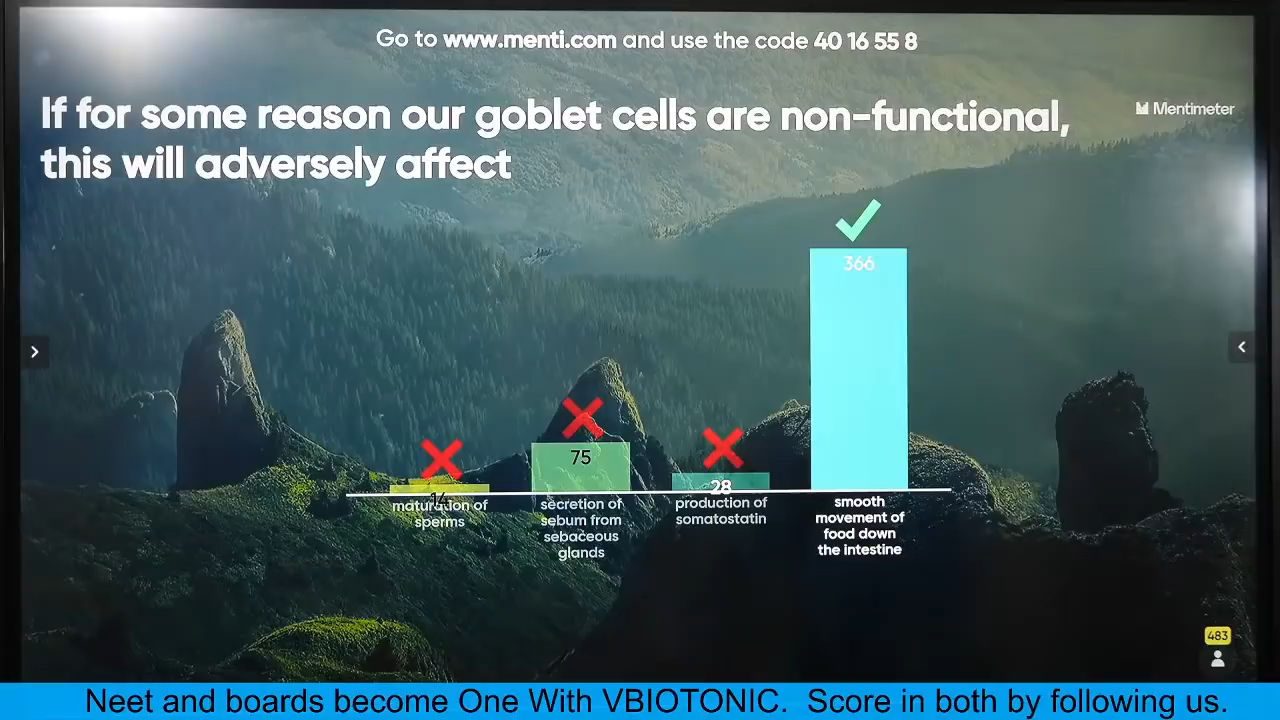 Go to www.menti.com and use the code 40 16 55 8
If for some reason our goblet cells are non-functional,
this will adversely affect
Mentimeter
366
75
28
14
maturation of
sperms
secretion of
sebum from
sebaceous
glands
production of
somatostatin
smooth
movement of
food down
the intestine
483
Neet and boards become One With VBIOTONIC. Score in both by following us.